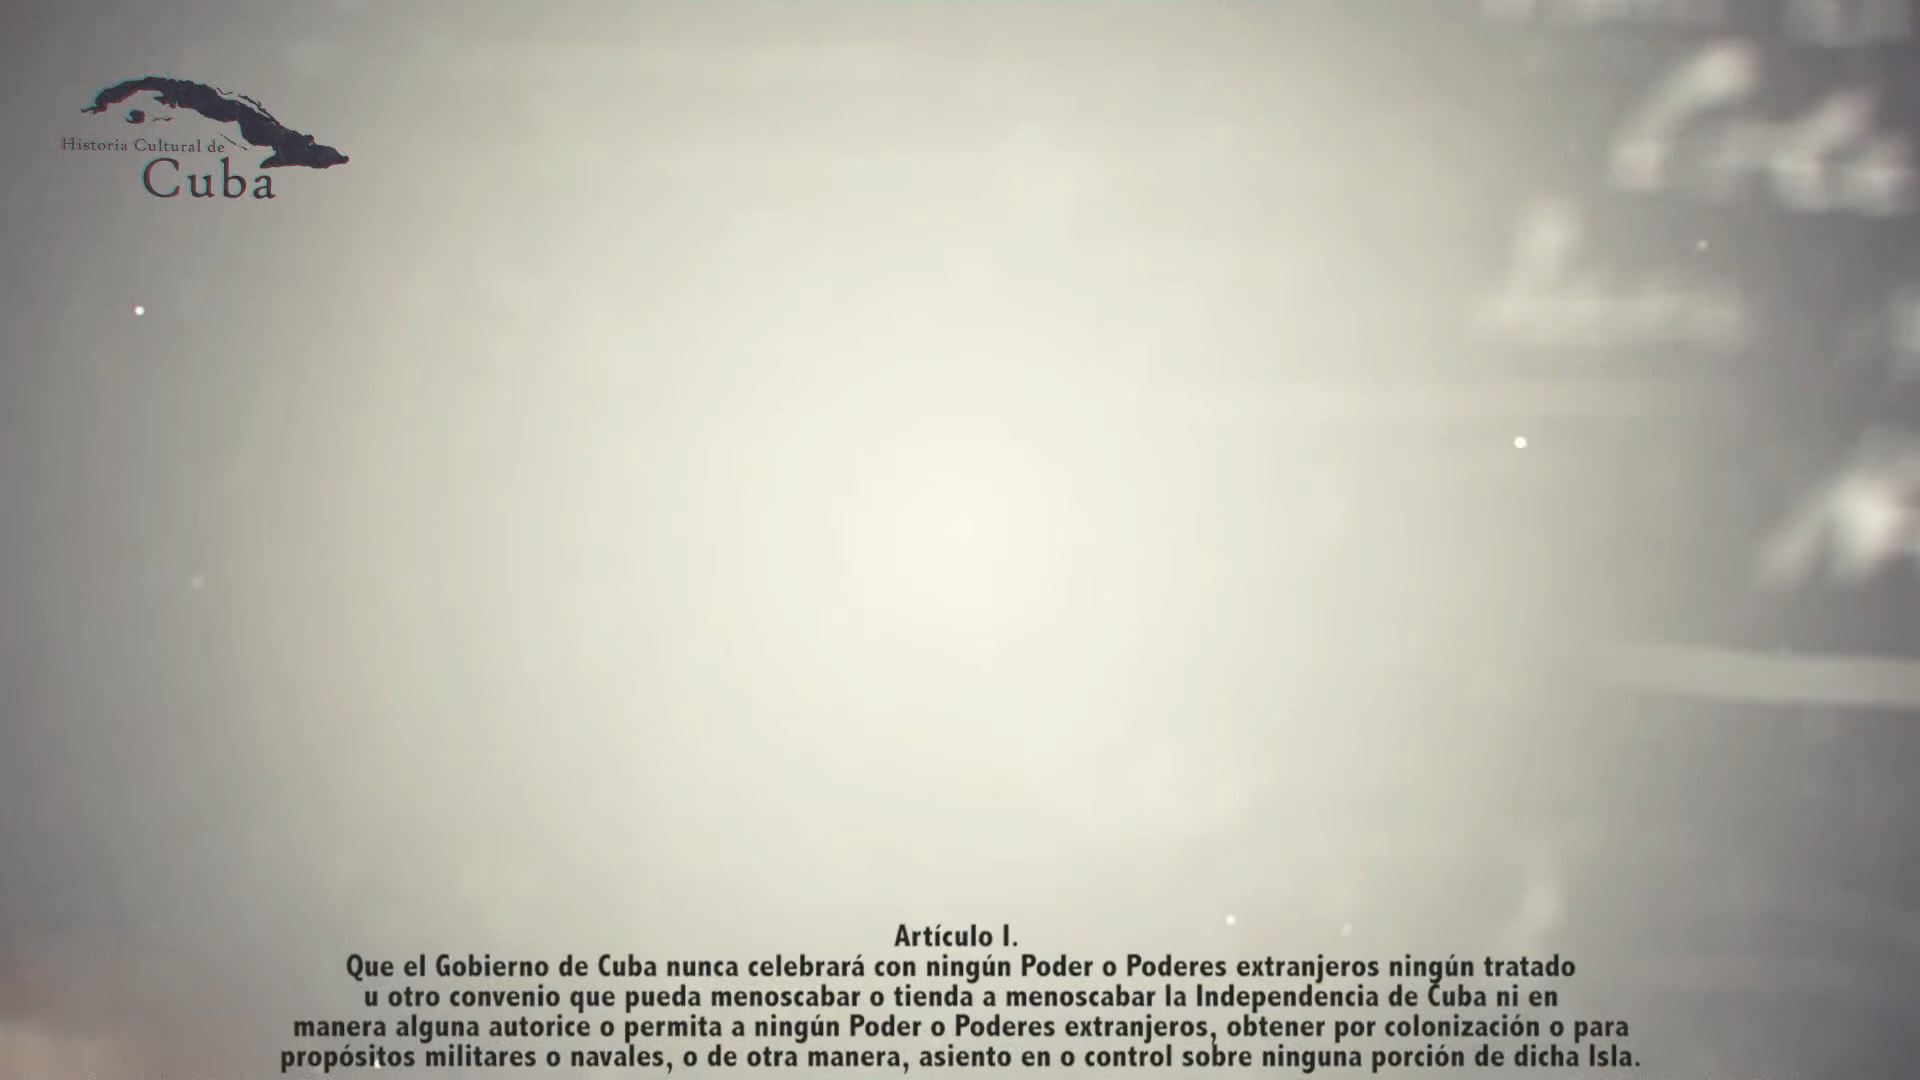 Historia Cultural de
Cuba
Artículo I.
Que el Gobierno de Cuba nunca celebrará con ningún Poder o Poderes extranjeros ningún tratado
u otro convenio que pueda menoscabar o tienda a menoscabar la Independencia de Cuba ni en
manera alguna autorice o permita a ningún Poder o Poderes extranjeros, obtener por colonización o para
propósitos militares o navales, o de otra manera, asiento en o control sobre ninguna porción de dicha Isla.